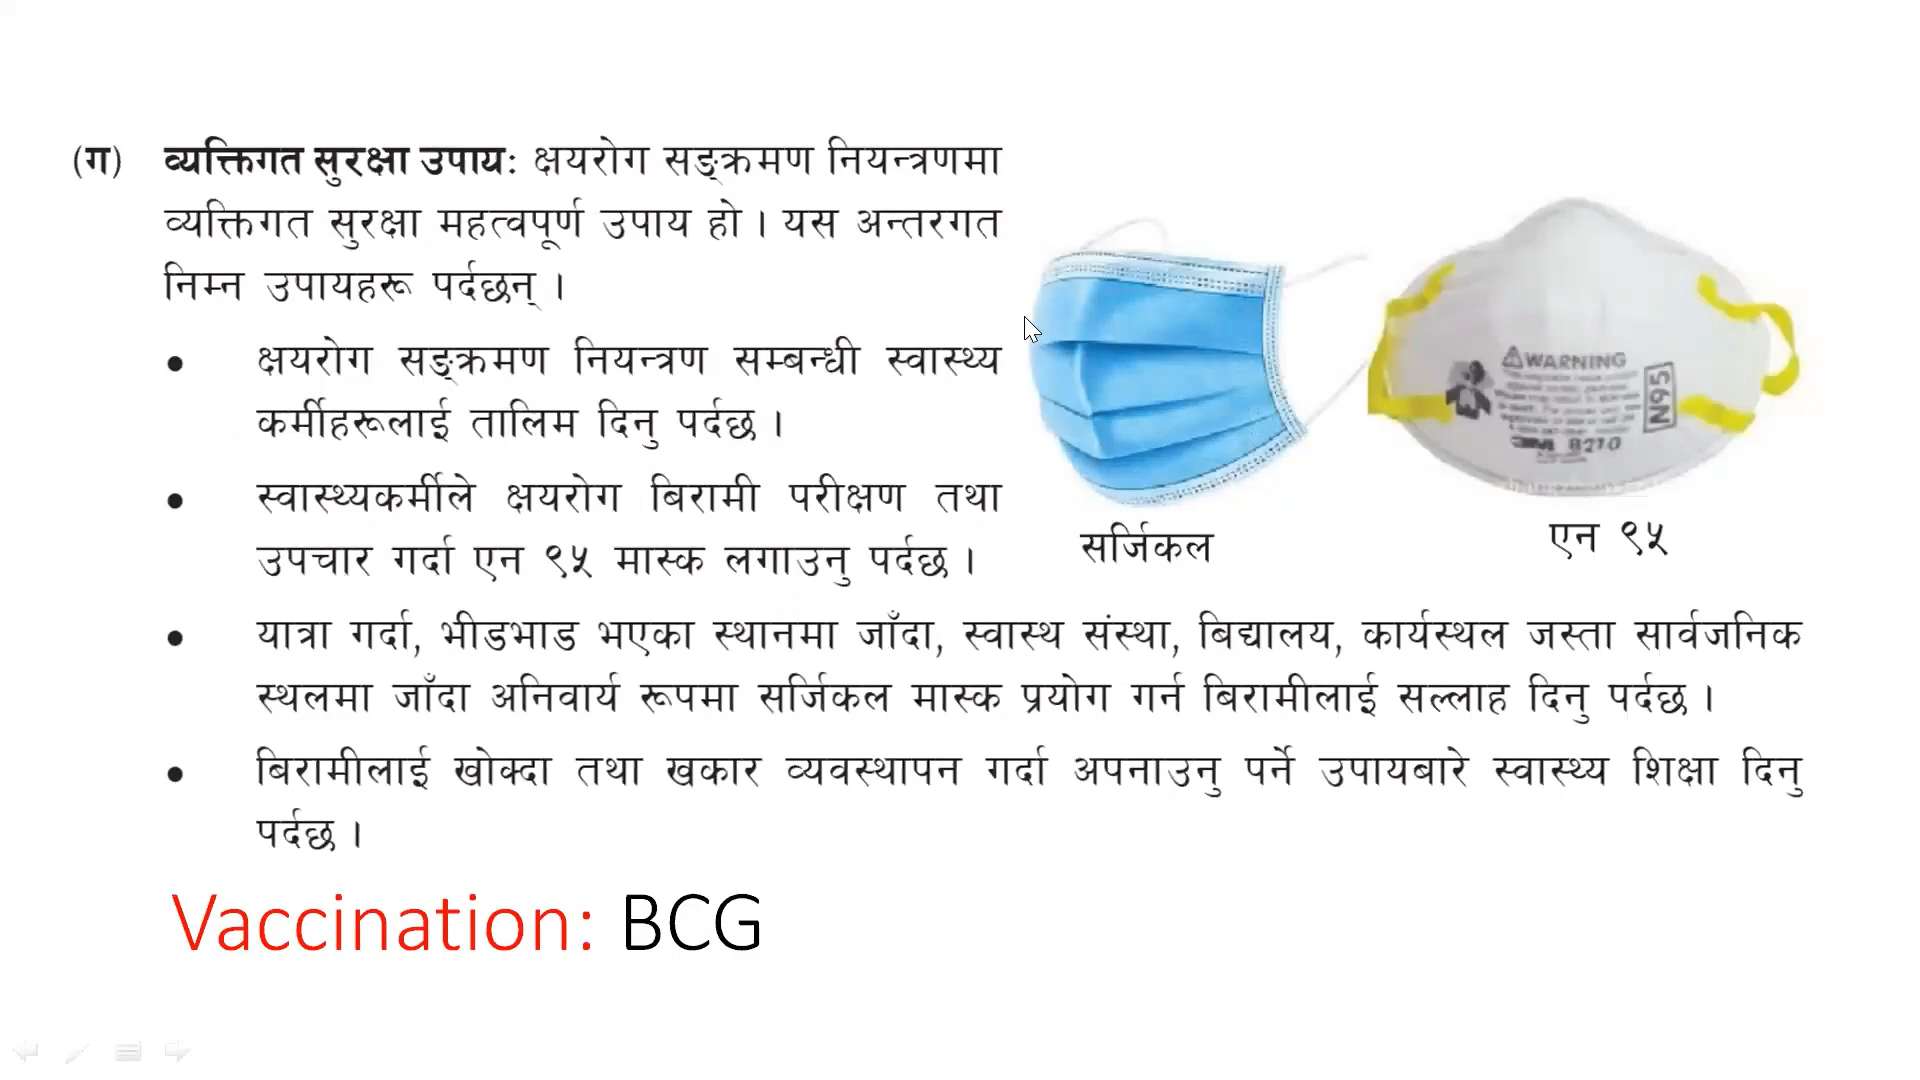 (ग) व्यक्तिगत सुरक्षा उपायः क्षयरोग सङ्क्रमण नियन्त्रणमा
व्यक्तिगत सुरक्षा महत्वपूर्ण उपाय हो । यस अन्तरगत
निम्न उपायहरू पर्दछन् ।
• क्षयरोग सङ्क्रमण नियन्त्रण सम्बन्धी स्वास्थ्य
कर्मीहरूलाई तालिम दिनु पर्दछ ।
• स्वास्थ्यकर्मीले क्षयरोग बिरामी परीक्षण तथा
उपचार गर्दा एन ९५ मास्क लगाउनु पर्दछ ।
WARNING
N95
3M 8210
सर्जिकल
एन ९५
• यात्रा गर्दा, भीडभाड भएका स्थानमा जाँदा, स्वास्थ संस्था, बिद्यालय, कार्यस्थल जस्ता सार्वजनिक
स्थलमा जाँदा अनिवार्य रूपमा सर्जिकल मास्क प्रयोग गर्न बिरामीलाई सल्लाह दिनु पर्दछ ।
• बिरामीलाई खोक्दा तथा खकार व्यवस्थापन गर्दा अपनाउनु पर्ने उपायबारे स्वास्थ्य शिक्षा दिनु
पर्दछ ।
Vaccination: BCG